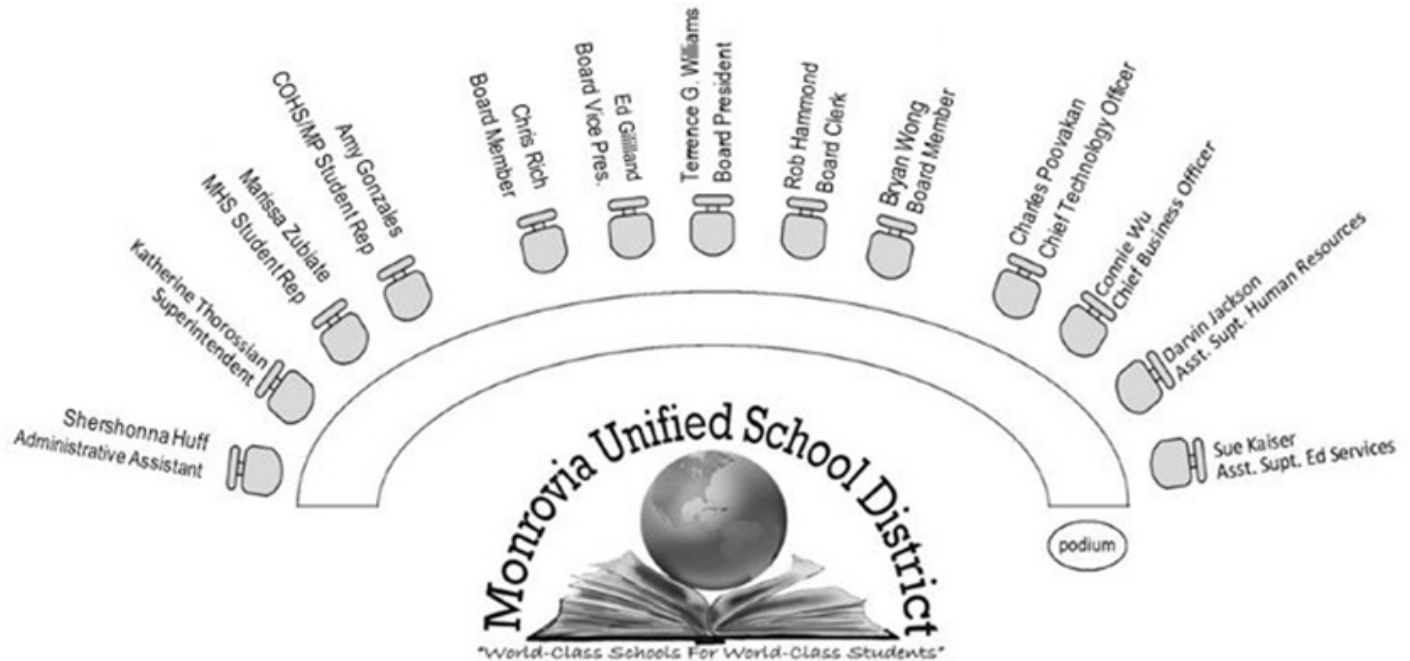 Shershonna Huff
Administrative Assistant
Katherine Thorossian
Superintendent
Marissa Zubiate
MHS Student Rep
Amy Gonzales
COHS/MP Student Rep
Chris Rich
Board Member
Ed Gililland
Board Vice Pres.
Terrence G. Williams
Board President
Rob Hammond
Board Clerk
Bryan Wong
Board Member
Charles Poovakan
Chief Technology Officer
Connie Wu
Chief Business Officer
Darvin Jackson
Asst. Supt. Human Resources
Sue Kaiser
Asst. Supt. Ed Services
podium
Monrovia Unified School District
"World-Class Schools For World-Class Students"